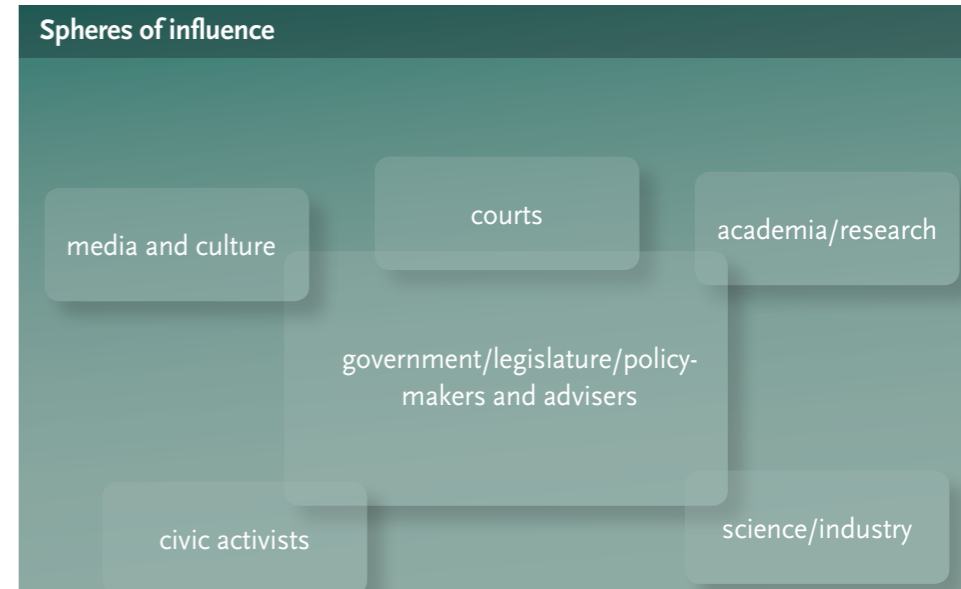 Spheres of influence
courts
academia/research
media and culture
government/legislature/policy-
makers and advisers
science/industry
civic activists